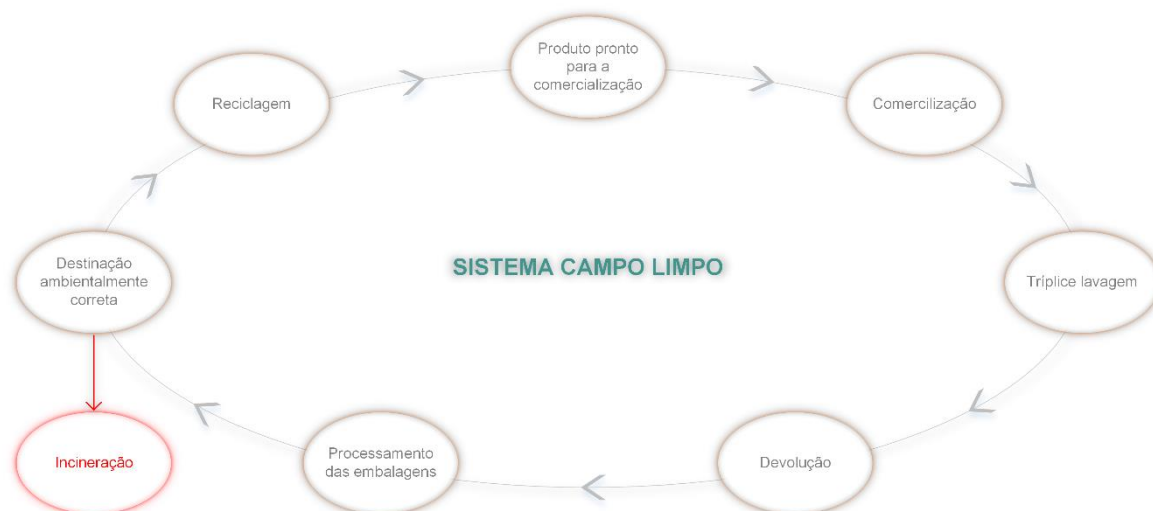 Produto pronto
para a
comercialização
Reciclagem
Comercilização
Destinação
ambientalmente
correta
SISTEMA CAMPO LIMPO
Tríplice lavagem
Incineração
Processamento
das embalagens
Devolução